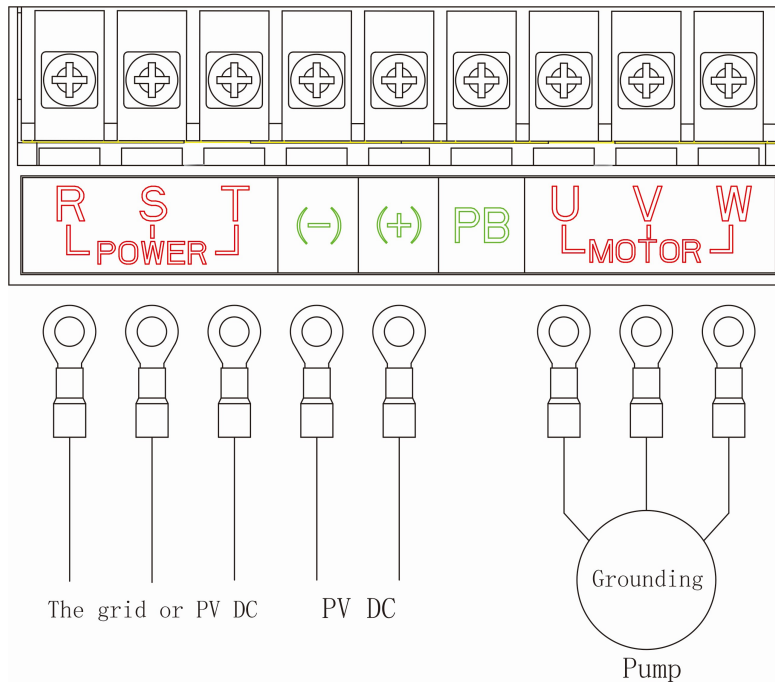 R S T (-) (+) PB U V W
POWER MOTOR
The grid or PV DC PV DC
Grounding
Pump